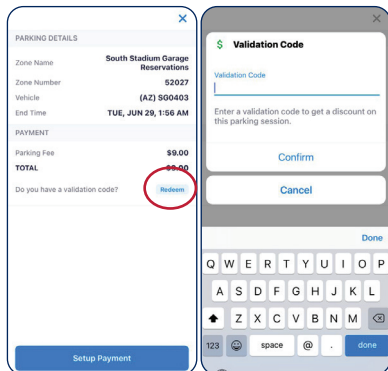 PARKING DETAILS
Zone Name South Stadium Garage
Reservations
Zone Number 52027
Vehicle (AZ) SG0403
End Time TUE, JUN 29, 1:56 AM
PAYMENT
Parking Fee $9.00
TOTAL $9.00
Do you have a validation code? Redeem
Setup Payment
$ Validation Code
Validation Code
Enter a validation code to get a discount on
this parking session.
Confirm
Cancel
Done
Q W E R T Y U I O P
A S D F G H J K L
Z X C V B N M
123 space @ . done